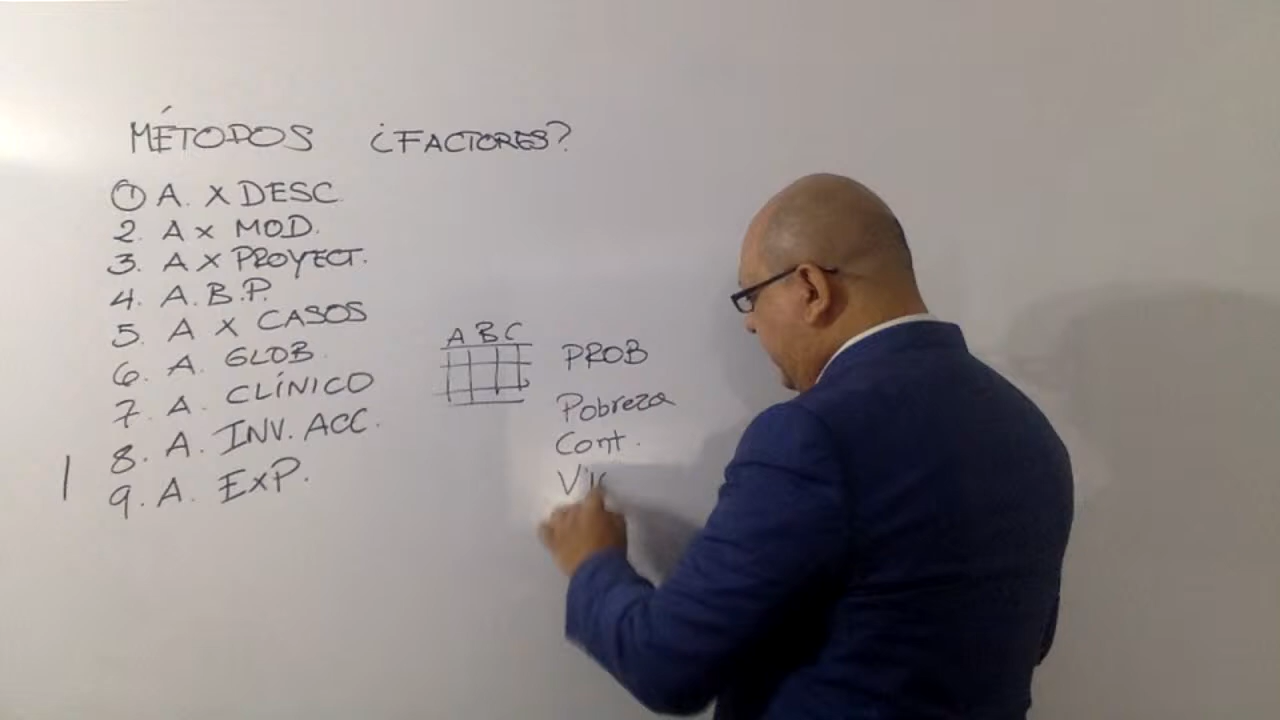 MÉTODOS ¿FACTORES?
① A. X DESC.
2. A X MOD.
3. A X PROYECT.
4. A.B.P.
5. A X CASOS
6. A. GLOB.
7. A. CLÍNICO
8. A. INV. ACC.
9. A. EXP.
A B C
PROB
Pobreza
Cont.